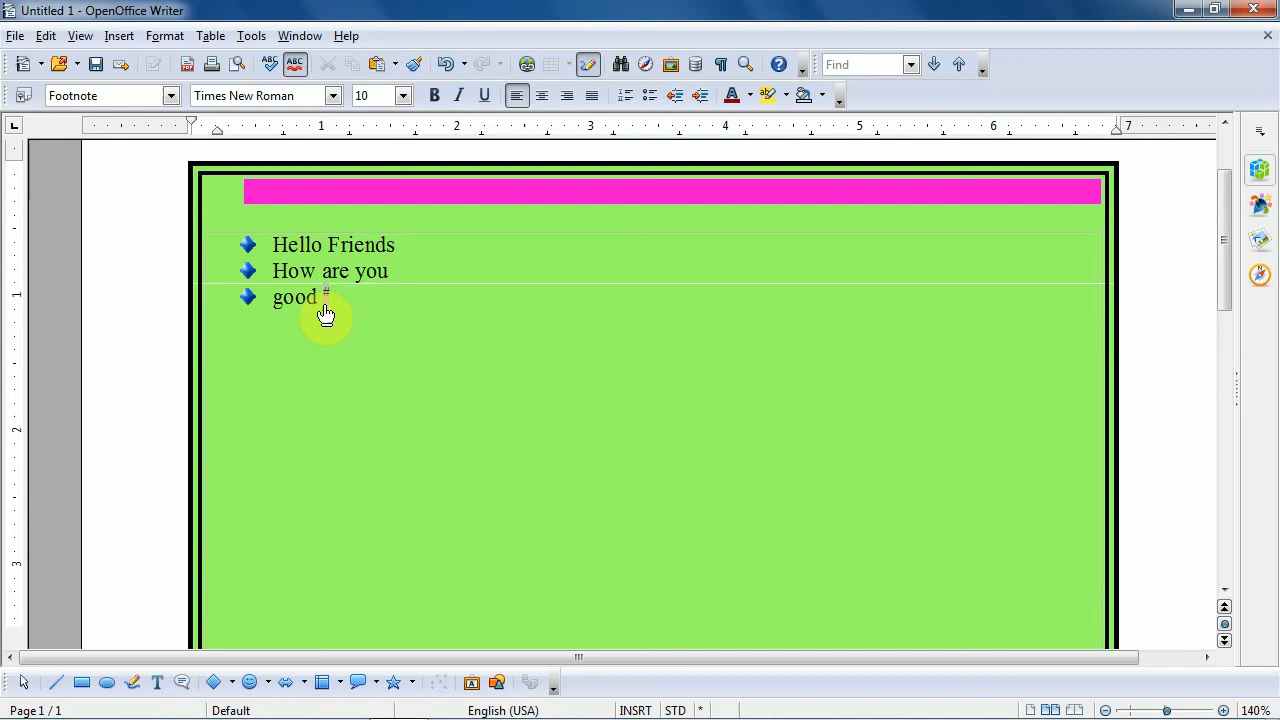 Untitled 1 - OpenOffice Writer
File Edit View Insert Format Table Tools Window Help
ABC ABC Find
Footnote Times New Roman 10 B I U A
1 2 3 4 5 6 7
Hello Friends
How are you
good #
1
2
3
T
Page 1 / 1 Default English (USA) INSRT STD * 140%